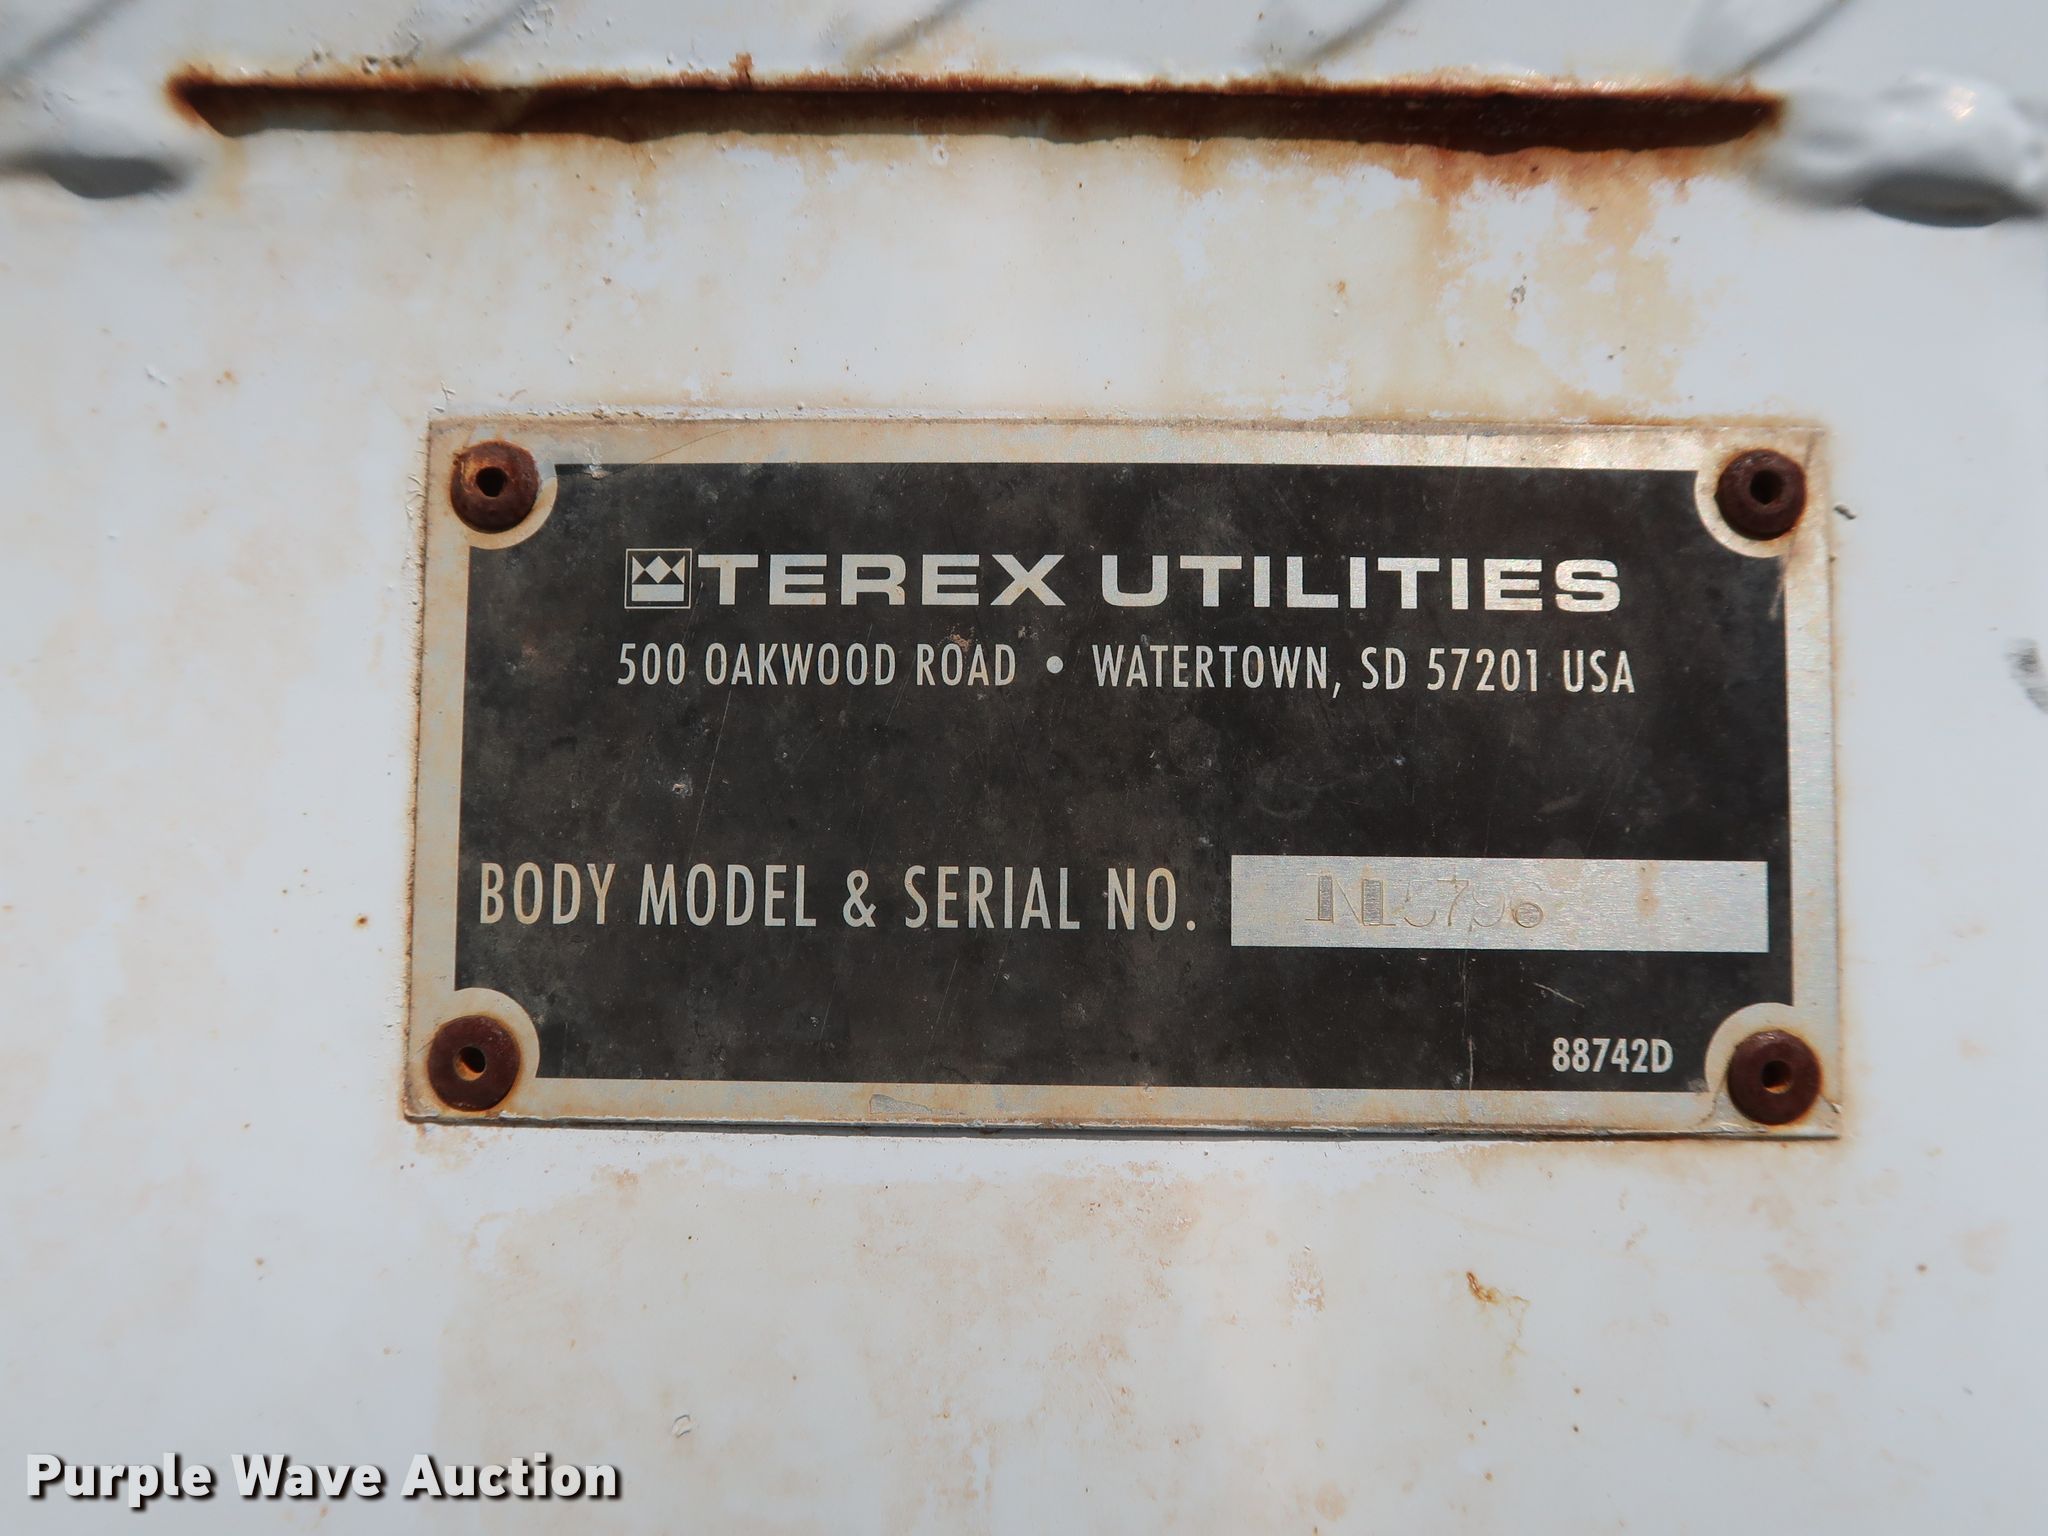 TEREX UTILITIES
500 OAKWOOD ROAD • WATERTOWN, SD 57201 USA
BODY MODEL & SERIAL NO.
88742D
Purple Wave Auction